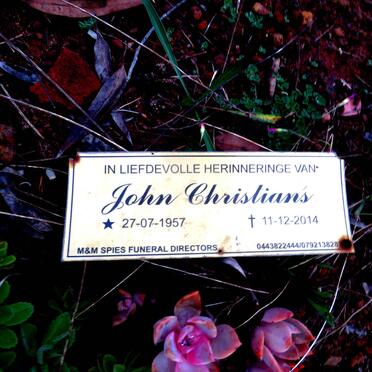 IN LIEFDEVOLLE HERINNERINGE VAN
John Christians
★ 27-07-1957 † 11-12-2014
M&M SPIES FUNERAL DIRECTORS 0443822444/079213828